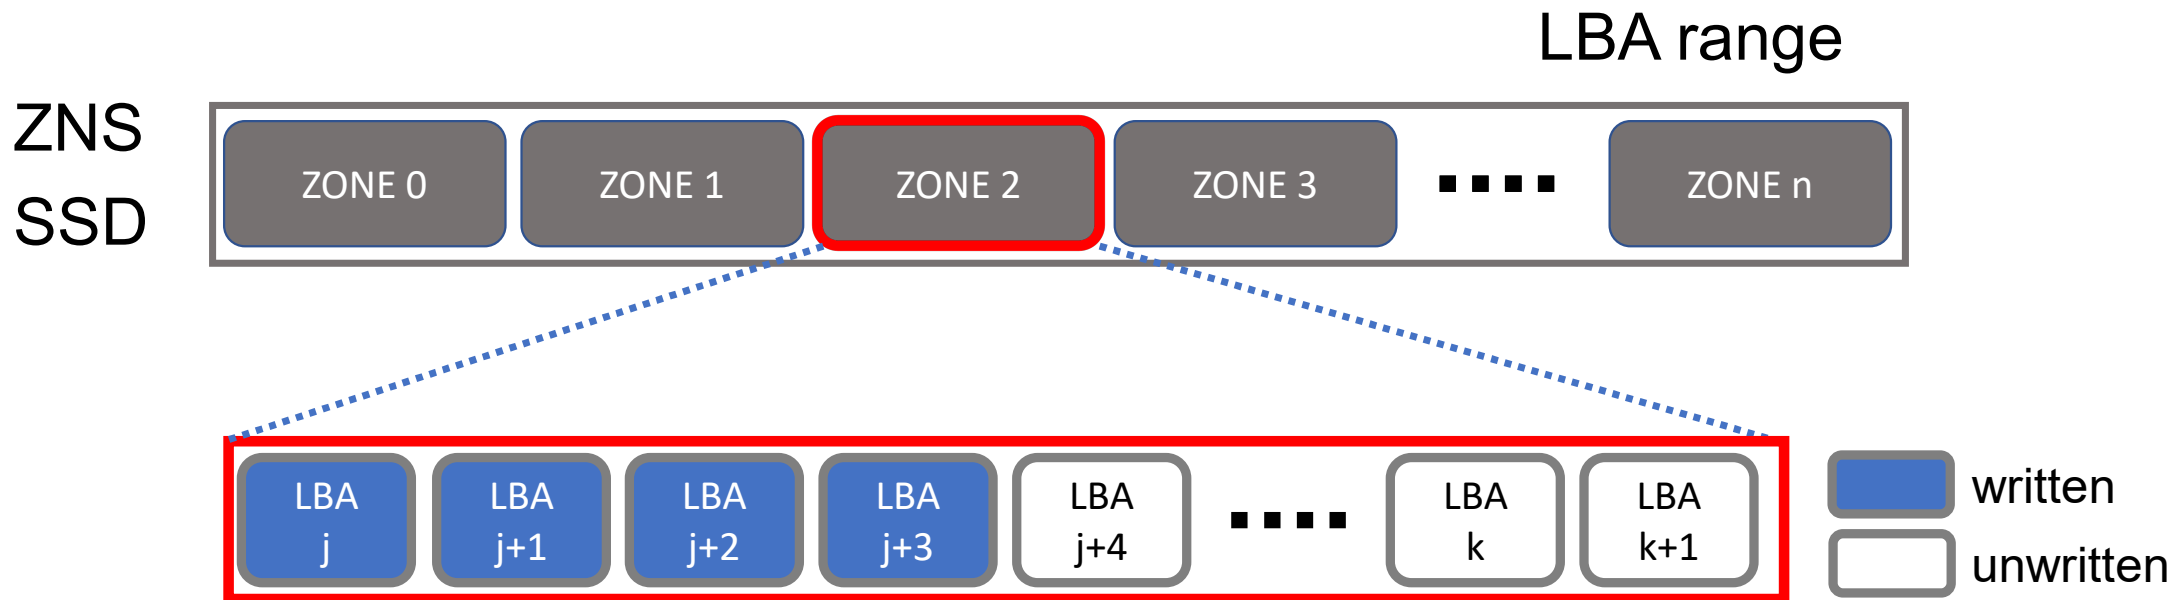 LBA range
ZNS
SSD
ZONE 0
ZONE 1
ZONE 2
ZONE 3
ZONE n
LBA
j
LBA
j+1
LBA
j+2
LBA
j+3
LBA
j+4
LBA
k
LBA
k+1
written
unwritten